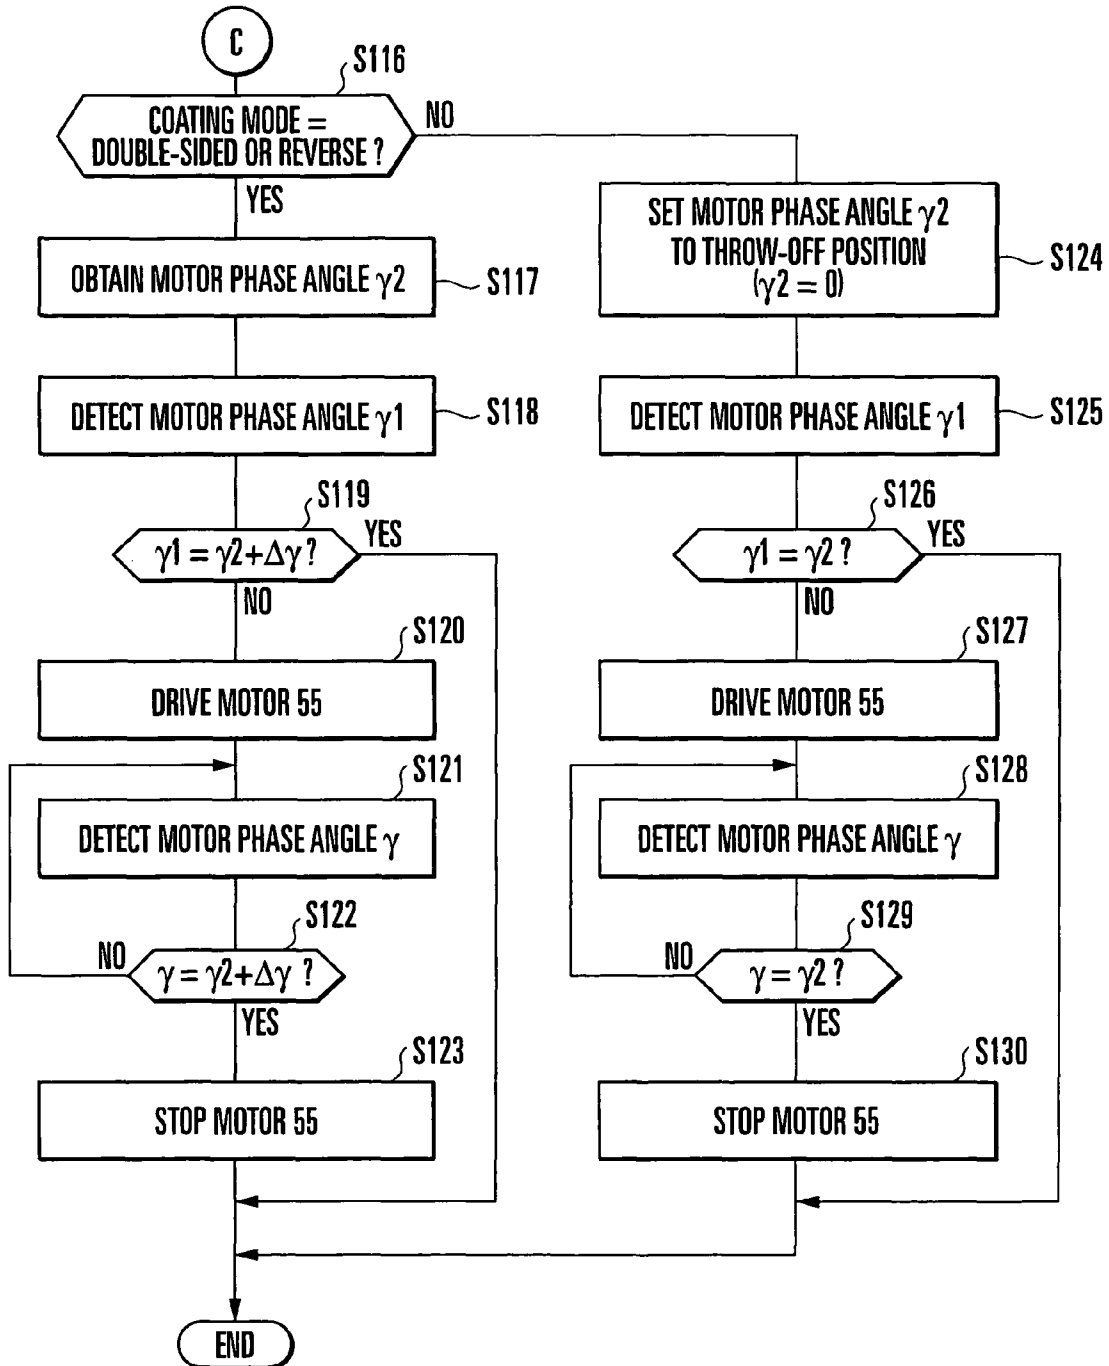 C
S116
COATING MODE =
DOUBLE-SIDED OR REVERSE ?
NO
YES
OBTAIN MOTOR PHASE ANGLE γ2
S117
DETECT MOTOR PHASE ANGLE γ1
S118
S119
γ1 = γ2+Δγ ?
YES
NO
S120
DRIVE MOTOR 55
S121
DETECT MOTOR PHASE ANGLE γ
S122
NO
γ = γ2+Δγ ?
YES
S123
STOP MOTOR 55
SET MOTOR PHASE ANGLE γ2
TO THROW-OFF POSITION
(γ2 = 0)
S124
DETECT MOTOR PHASE ANGLE γ1
S125
S126
γ1 = γ2 ?
YES
NO
S127
DRIVE MOTOR 55
S128
DETECT MOTOR PHASE ANGLE γ
S129
NO
γ = γ2 ?
YES
S130
STOP MOTOR 55
END